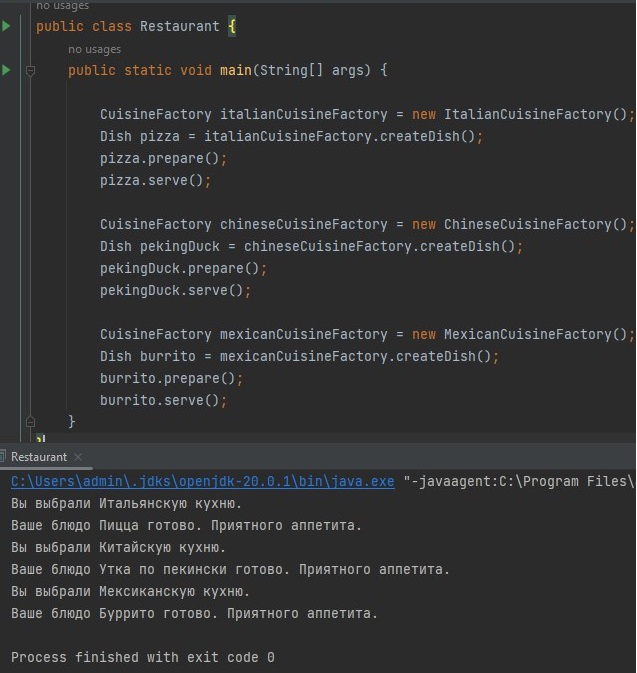 no usages
public class Restaurant {
no usages
public static void main(String[] args) {
CuisineFactory italianCuisineFactory = new ItalianCuisineFactory();
Dish pizza = italianCuisineFactory.createDish();
pizza.prepare();
pizza.serve();
CuisineFactory chineseCuisineFactory = new ChineseCuisineFactory();
Dish pekingDuck = chineseCuisineFactory.createDish();
pekingDuck.prepare();
pekingDuck.serve();
CuisineFactory mexicanCuisineFactory = new MexicanCuisineFactory();
Dish burrito = mexicanCuisineFactory.createDish();
burrito.prepare();
burrito.serve();
}
}
Restaurant ×
C:\Users\admin\.jdks\openjdk-20.0.1\bin\java.exe "-javaagent:C:\Program Files\
Вы выбрали Итальянскую кухню.
Ваше блюдо Пицца готово. Приятного аппетита.
Вы выбрали Китайскую кухню.
Ваше блюдо Утка по пекински готово. Приятного аппетита.
Вы выбрали Мексиканскую кухню.
Ваше блюдо Буррито готово. Приятного аппетита.
Process finished with exit code 0